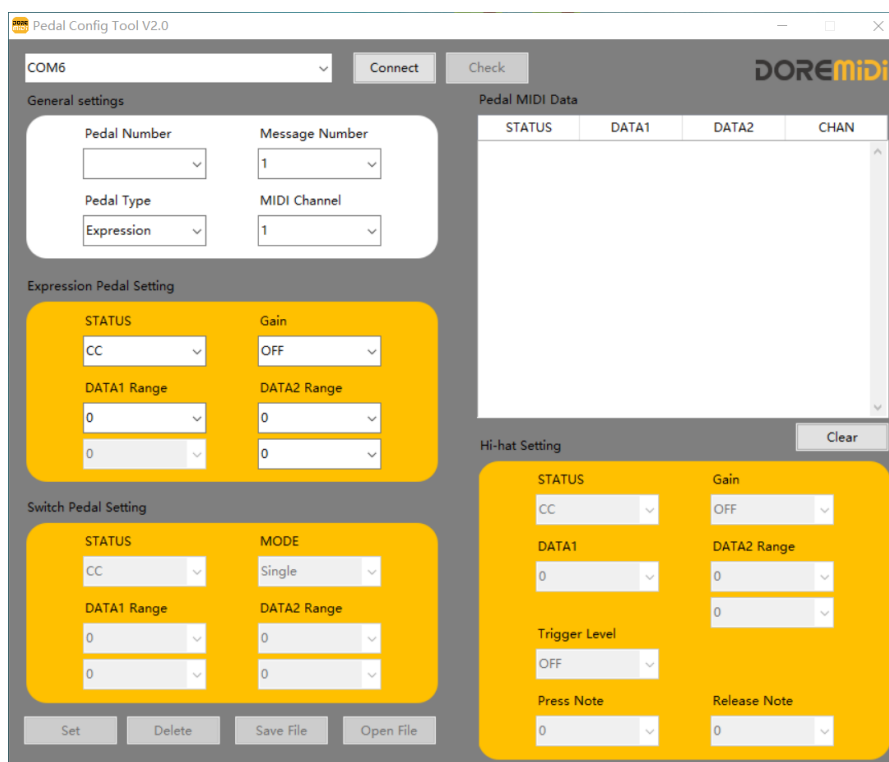 DORE
midi
Pedal Config Tool V2.0
COM6
Connect
Check
DOREMiDi
General settings
Pedal Number
Message Number
1
Pedal Type
MIDI Channel
Expression
1
Expression Pedal Setting
STATUS
Gain
CC
OFF
DATA1 Range
DATA2 Range
0
0
0
0
Switch Pedal Setting
STATUS
MODE
CC
Single
DATA1 Range
DATA2 Range
0
0
0
0
Set
Delete
Save File
Open File
Pedal MIDI Data
STATUS
DATA1
DATA2
CHAN
Clear
Hi-hat Setting
STATUS
Gain
CC
OFF
DATA1
DATA2 Range
0
0
0
Trigger Level
OFF
Press Note
Release Note
0
0